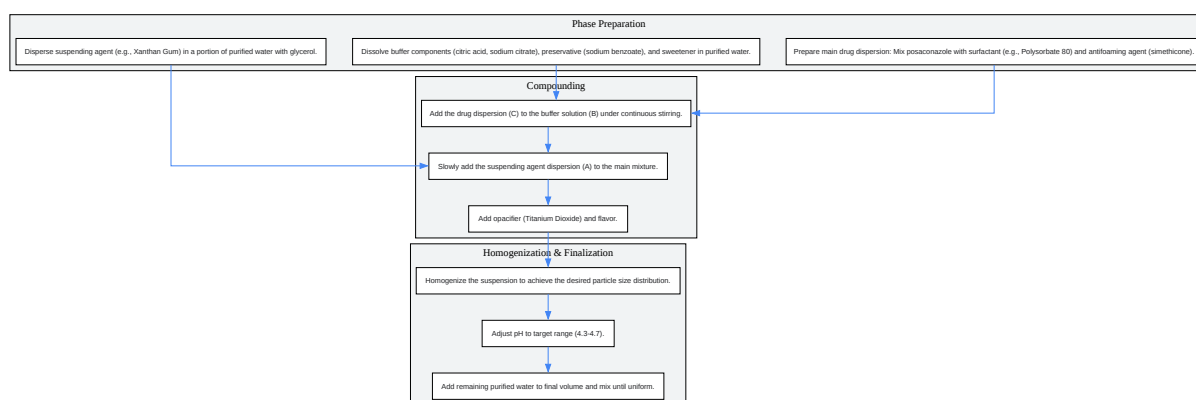 Phase Preparation
Disperse suspending agent (e.g., Xanthan Gum) in a portion of purified water with glycerol.
Dissolve buffer components (citric acid, sodium citrate), preservative (sodium benzoate), and sweetener in purified water.
Prepare main drug dispersion: Mix posaconazole with surfactant (e.g., Polysorbate 80) and antifoaming agent (simethicone).
Compounding
Add the drug dispersion (C) to the buffer solution (B) under continuous stirring.
Slowly add the suspending agent dispersion (A) to the main mixture.
Add opacifier (Titanium Dioxide) and flavor.
Homogenization & Finalization
Homogenize the suspension to achieve the desired particle size distribution.
Adjust pH to target range (4.3-4.7).
Add remaining purified water to final volume and mix until uniform.